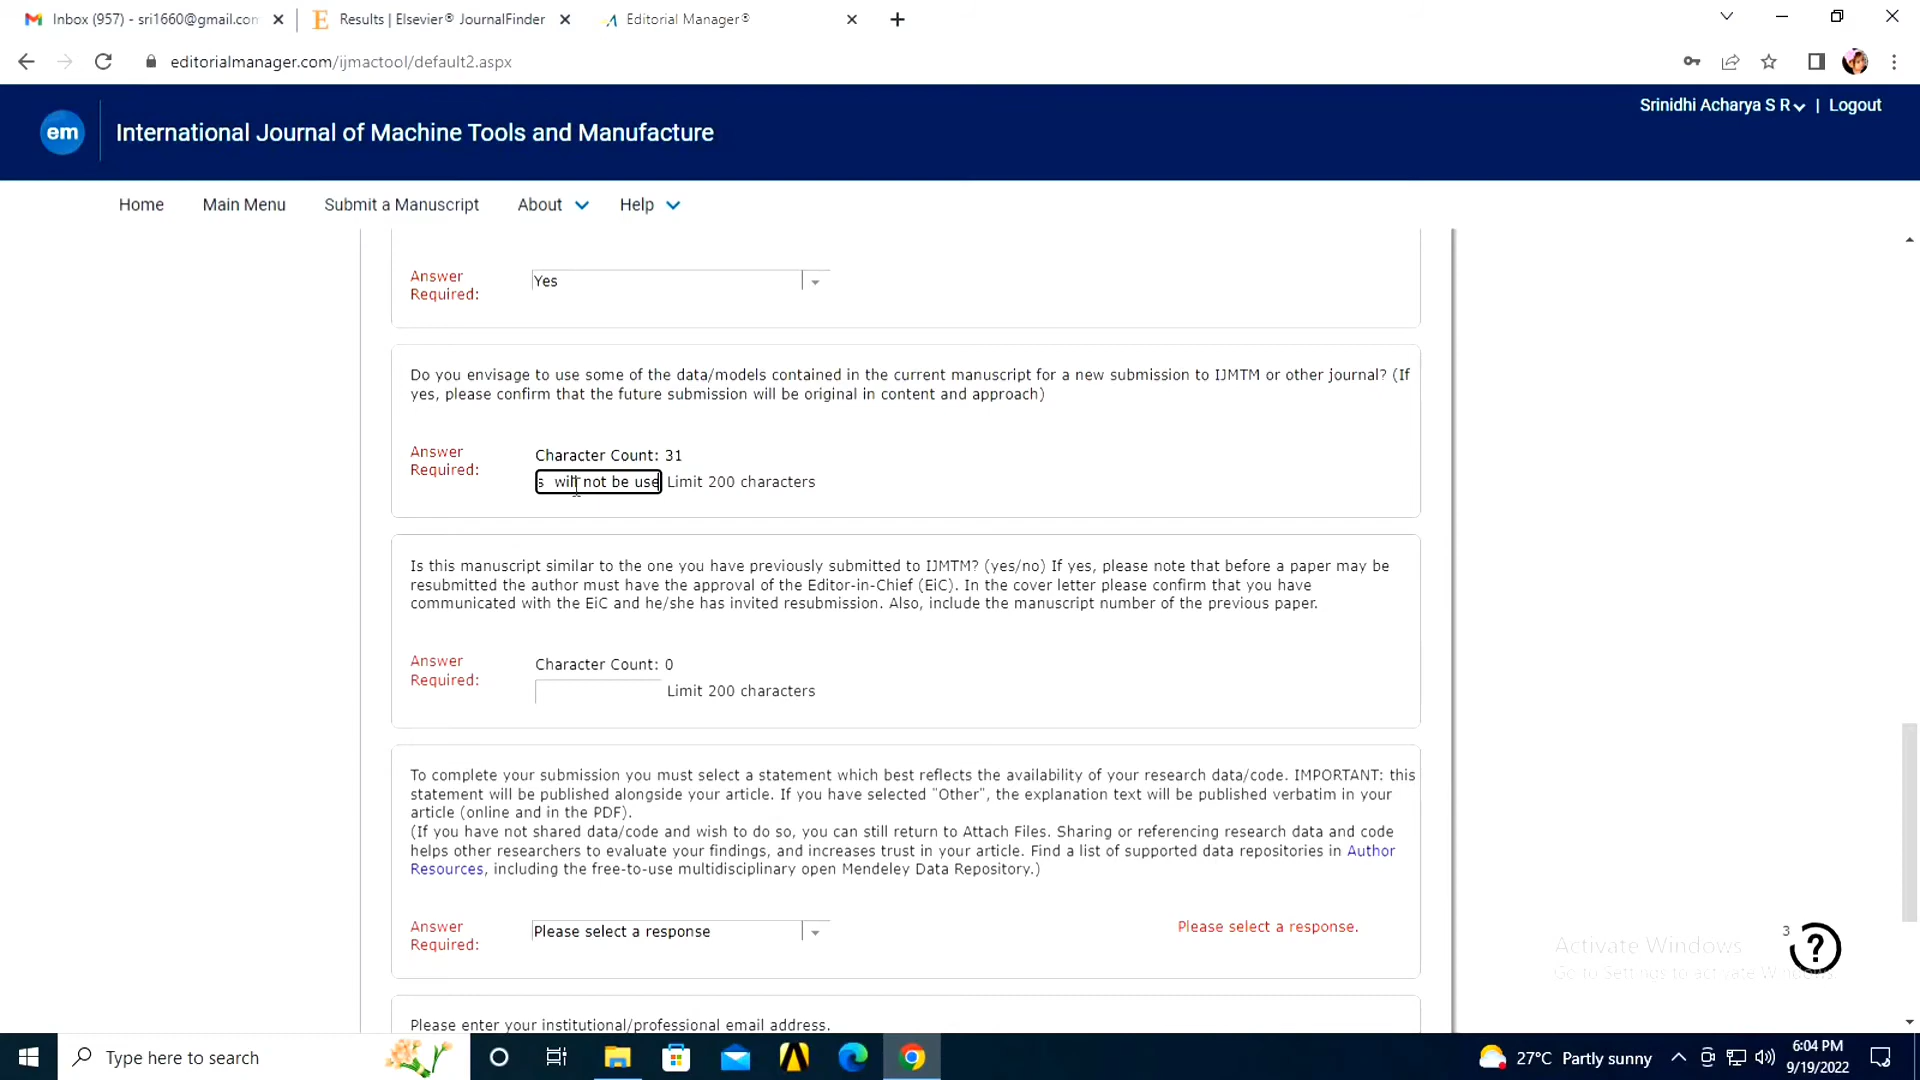 Inbox (957) - sri1660@gmail.com
Results | Elsevier® JournalFinder
Editorial Manager®
editorialmanager.com/ijmactool/default2.aspx
Srinidhi Acharya S R | Logout
em
International Journal of Machine Tools and Manufacture
Home
Main Menu
Submit a Manuscript
About
Help
Answer
Required:
Yes
Do you envisage to use some of the data/models contained in the current manuscript for a new submission to IJMTM or other journal? (If
yes, please confirm that the future submission will be original in content and approach)
Answer
Required:
Character Count: 31
s will not be use Limit 200 characters
Is this manuscript similar to the one you have previously submitted to IJMTM? (yes/no) If yes, please note that before a paper may be
resubmitted the author must have the approval of the Editor-in-Chief (EiC). In the cover letter please confirm that you have
communicated with the EiC and he/she has invited resubmission. Also, include the manuscript number of the previous paper.
Answer
Required:
Character Count: 0
Limit 200 characters
To complete your submission you must select a statement which best reflects the availability of your research data/code. IMPORTANT: this
statement will be published alongside your article. If you have selected "Other", the explanation text will be published verbatim in your
article (online and in the PDF).
(If you have not shared data/code and wish to do so, you can still return to Attach Files. Sharing or referencing research data and code
helps other researchers to evaluate your findings, and increases trust in your article. Find a list of supported data repositories in Author
Resources, including the free-to-use multidisciplinary open Mendeley Data Repository.)
Answer
Required:
Please select a response
Please select a response.
3
?
Activate Windows
Go to Settings to activate Windows.
Please enter your institutional/professional email address.
Type here to search
27°C Partly sunny
6:04 PM
9/19/2022